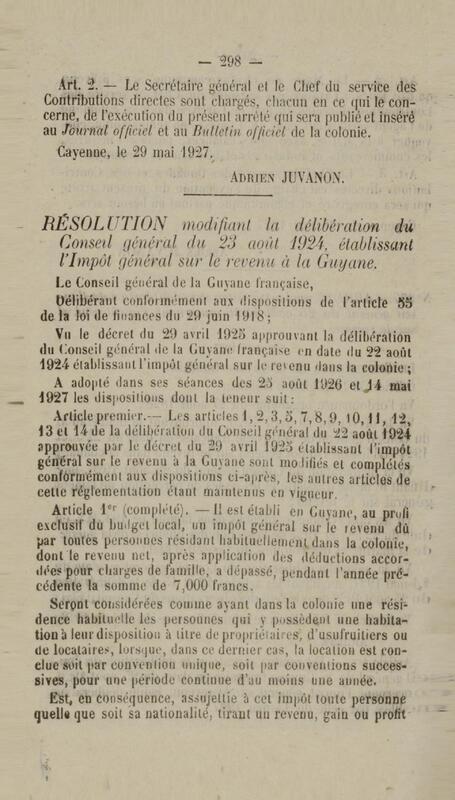 — 298 —
Art. 2. — Le Secrétaire général et le Chef du service des
Contributions directes sont chargés, chacun en ce qui le con-
cerne, de l'exécution du présent arrêté qui sera publié et inséré
au Journal officiel et au Bulletin officiel de la colonie.
Cayenne, le 29 mai 1927.
ADRIEN JUVANON.
RÉSOLUTION modifiant la délibération du
Conseil général du 23 août 1924, établissant
l'Impôt général sur le revenu à la Guyane.
Le Conseil général de la Guyane française,
Délibérant conformément aux dispositions de l'article 55
de la loi de finances du 29 juin 1918 ;
Vu le décret du 29 avril 1925 approuvant la délibération
du Conseil général de la Guyane française en date du 22 août
1924 établissant l'impôt général sur le revenu dans la colonie ;
A adopté dans ses séances des 25 août 1926 et 14 mai
1927 les dispositions dont la teneur suit :
Article premier.— Les articles 1, 2, 3, 5, 7, 8, 9, 10, 11, 12,
13 et 14 de la délibération du Conseil général du 22 août 1924
approuvée par le décret du 29 avril 1925 établissant l'impôt
général sur le revenu à la Guyane sont modifiés et complétés
conformément aux dispositions ci-après, les autres articles de
cette réglementation étant maintenus en vigueur.
Article 1er (complété). — Il est établi en Guyane, au profi
exclusif du budget local, un impôt général sur le revenu dû
par toutes personnes résidant habituellement dans la colonie,
dont le revenu net, après application des déductions accor-
dées pour charges de famille, a dépassé, pendant l'année pré-
cédente la somme de 7,000 francs.
Seront considérées comme ayant dans la colonie une rési-
dence habituelle les personnes qui y possèdent une habita-
tion à leur disposition à titre de propriétaires, d'usufruitiers ou
de locataires, lorsque, dans ce dernier cas, la location est con-
clue soit par convention unique, soit par conventions succes-
sives, pour une période continue d'au moins une année.
Est, en conséquence, assujettie à cet impôt toute personne
quelle que soit sa nationalité, tirant un revenu, gain ou profit